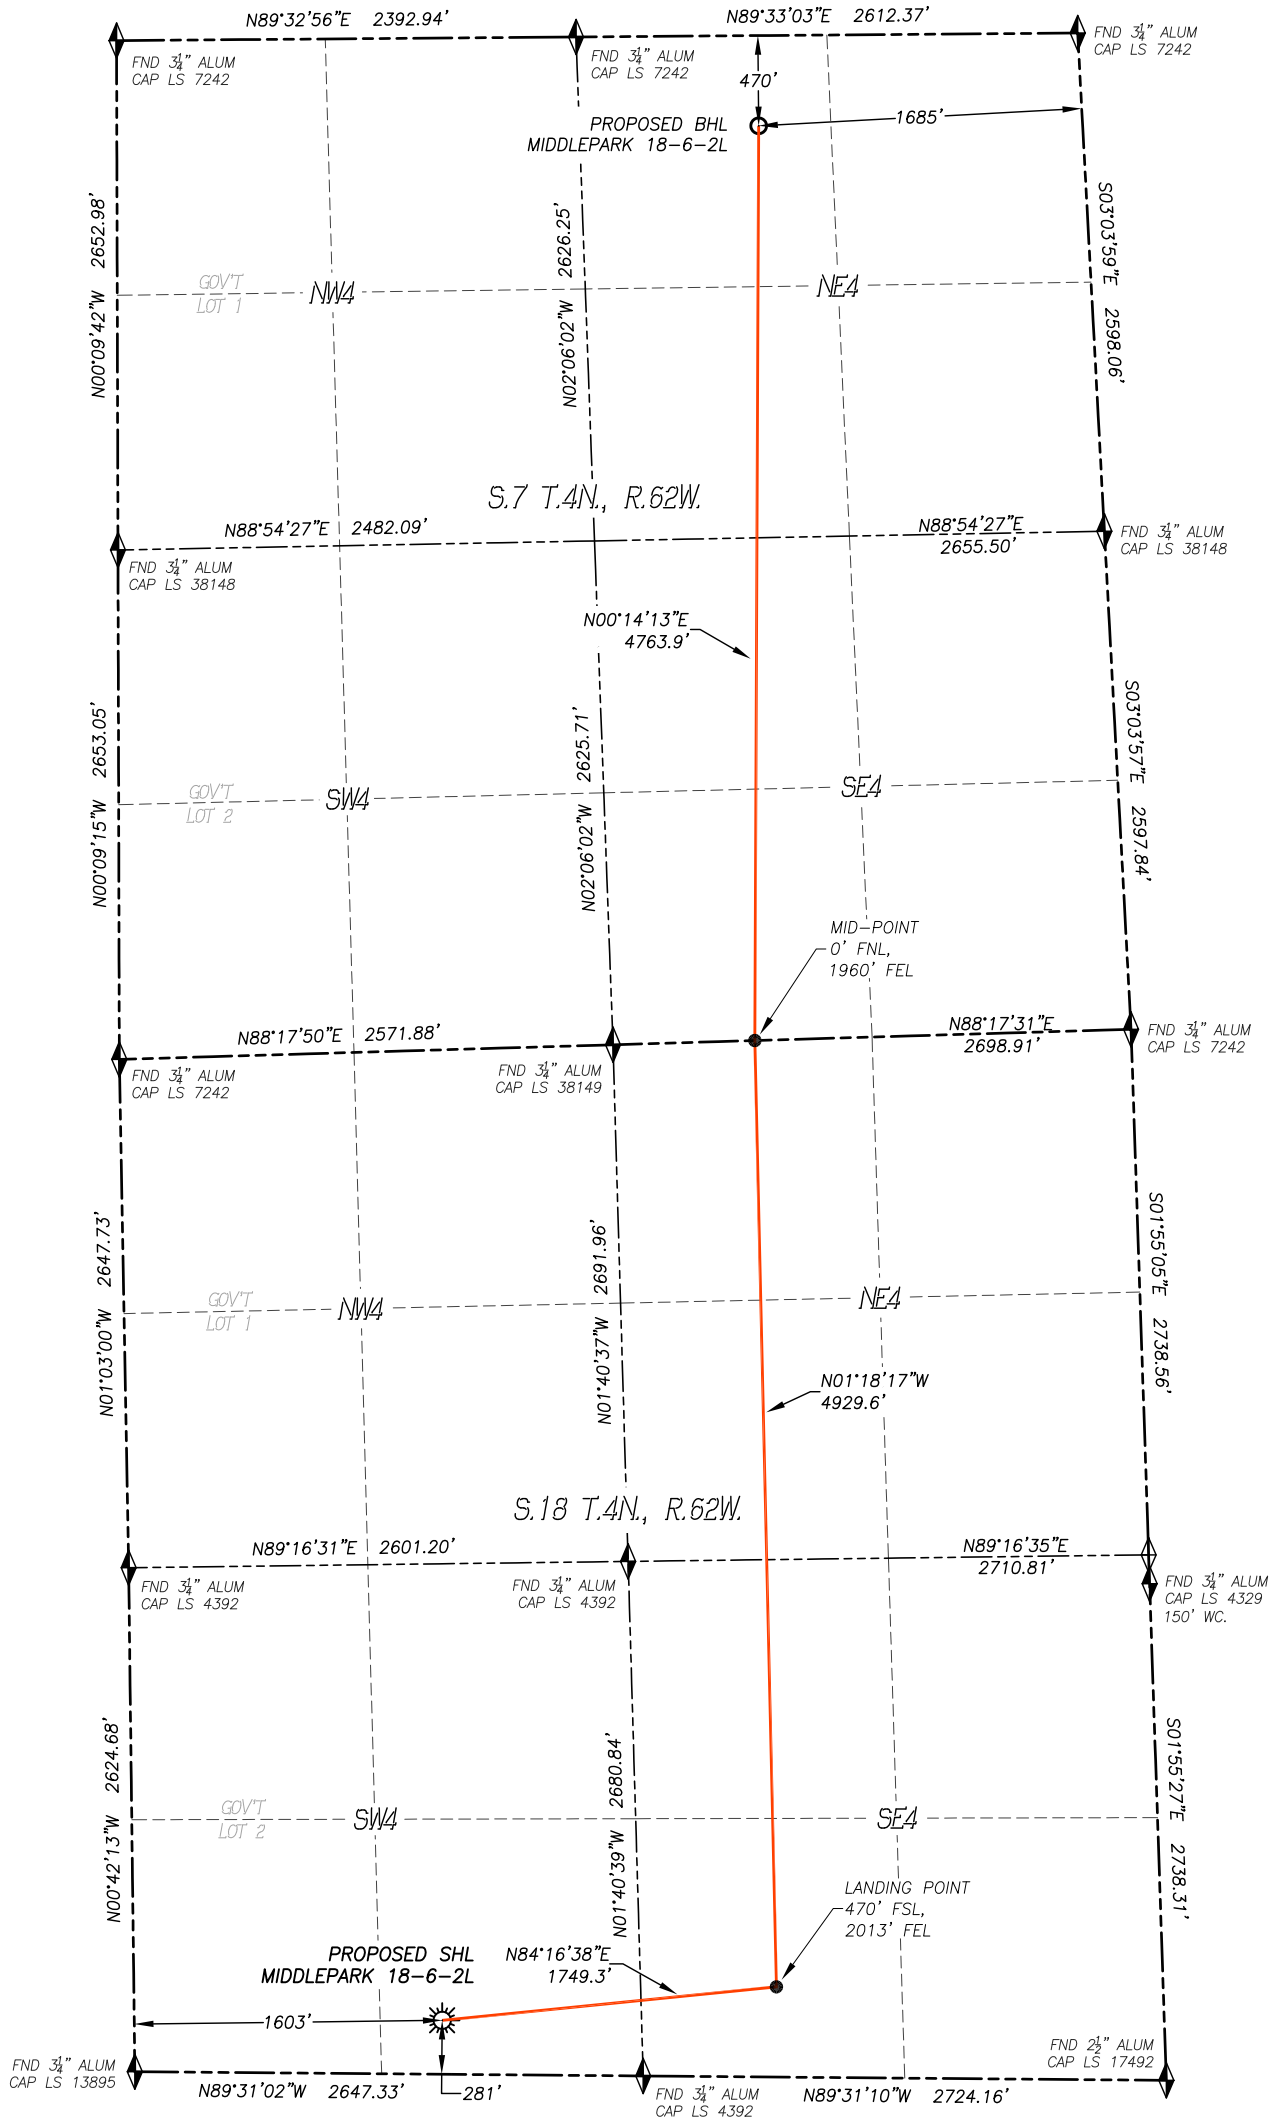 N89°32'56"E 2392.94'
N89°33'03"E 2612.37'
FND 3¼" ALUM
CAP LS 7242
FND 3¼" ALUM
CAP LS 7242
FND 3¼" ALUM
CAP LS 7242
470'
1685'
PROPOSED BHL
MIDDLEPARK 18-6-2L
N00°09'42"W 2652.98'
N02°06'02"W 2626.25'
S03°03'59"E 2598.06'
GOV'T
LOT 1
NW4
NE4
S.7 T.4N., R.62W.
N88°54'27"E 2482.09'
N88°54'27"E
2655.50'
FND 3¼" ALUM
CAP LS 38148
FND 3¼" ALUM
CAP LS 38148
N00°14'13"E
4763.9'
N00°09'15"W 2653.05'
N02°06'02"W 2625.71'
S03°03'57"E 2597.84'
GOV'T
LOT 2
SW4
SE4
MID-POINT
0' FNL,
1960' FEL
N88°17'50"E 2571.88'
N88°17'31"E
2698.91'
FND 3¼" ALUM
CAP LS 7242
FND 3¼" ALUM
CAP LS 38149
FND 3¼" ALUM
CAP LS 7242
N01°03'00"W 2647.73'
N01°40'37"W 2691.96'
S01°55'05"E 2738.56'
GOV'T
LOT 1
NW4
NE4
N01°18'17"W
4929.6'
S.18 T.4N., R.62W.
N89°16'31"E 2601.20'
N89°16'35"E
2710.81'
FND 3¼" ALUM
CAP LS 4392
FND 3¼" ALUM
CAP LS 4392
FND 3¼" ALUM
CAP LS 4329
150' WC.
N00°42'13"W 2624.68'
N01°40'39"W 2680.84'
S01°55'27"E 2738.31'
GOV'T
LOT 2
SW4
SE4
LANDING POINT
470' FSL,
2013' FEL
PROPOSED SHL
MIDDLEPARK 18-6-2L
N84°16'38"E
1749.3'
1603'
281'
FND 3¼" ALUM
CAP LS 13895
N89°31'02"W 2647.33'
FND 3¼" ALUM
CAP LS 4392
N89°31'10"W 2724.16'
FND 2½" ALUM
CAP LS 17492